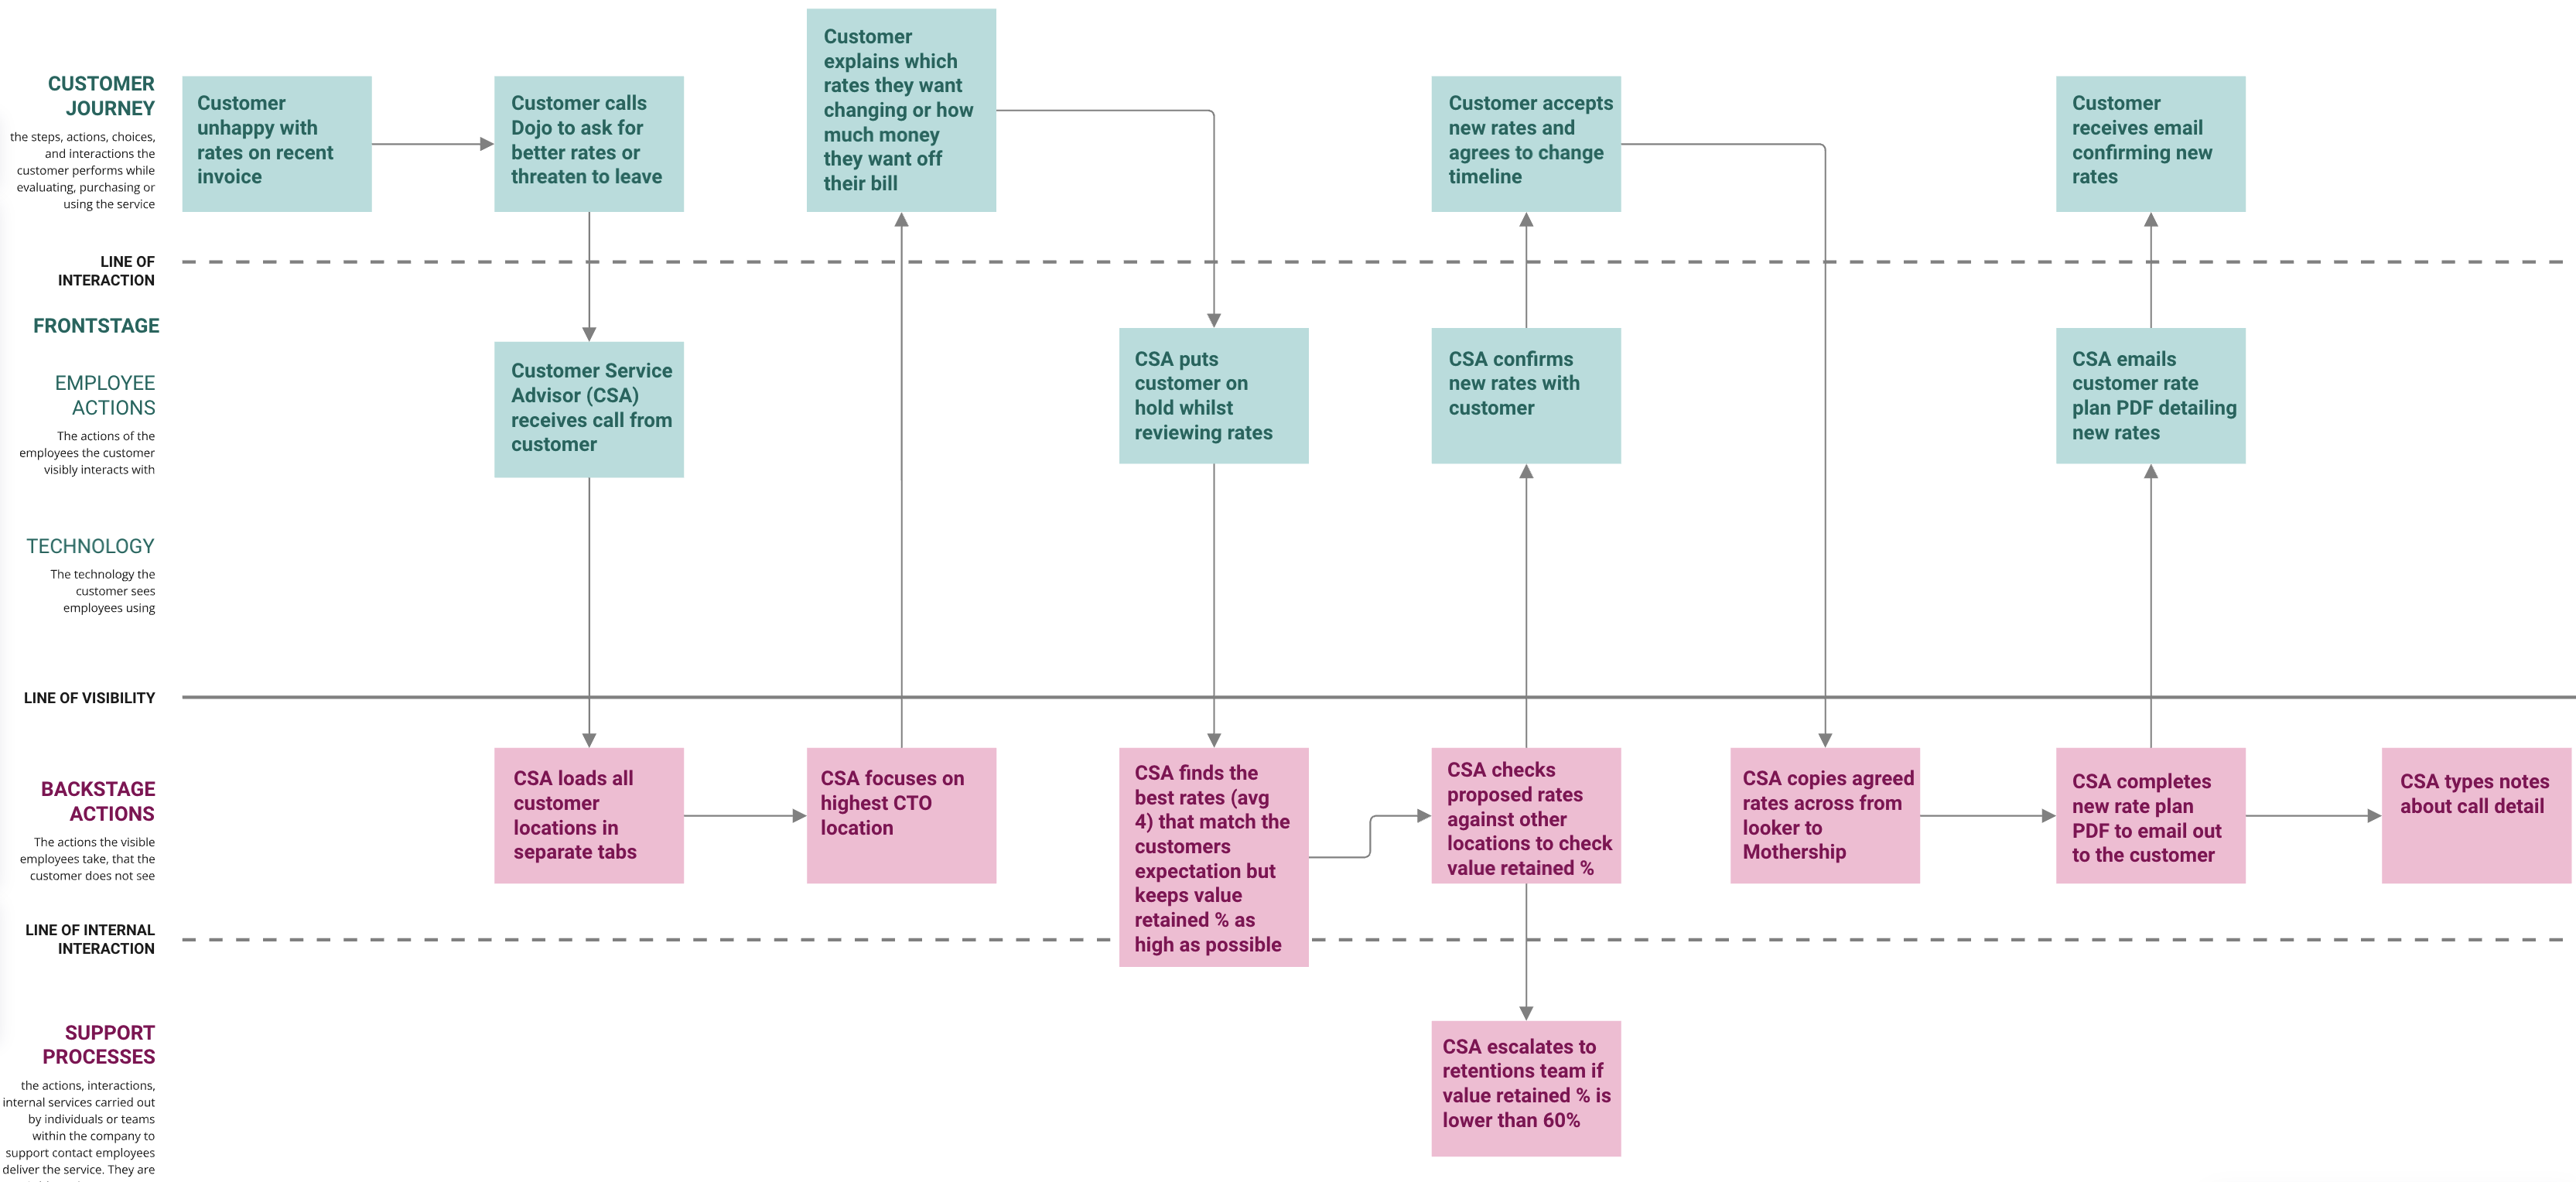 CUSTOMER
JOURNEY
the steps, actions, choices,
and interactions the
customer performs while
evaluating, purchasing or
using the service
Customer
unhappy with
rates on recent
invoice
Customer calls
Dojo to ask for
better rates or
threaten to leave
Customer
explains which
rates they want
changing or how
much money
they want off
their bill
Customer accepts
new rates and
agrees to change
timeline
Customer
receives email
confirming new
rates
LINE OF
INTERACTION
FRONTSTAGE
EMPLOYEE
ACTIONS
The actions of the
employees the customer
visibly interacts with
Customer Service
Advisor (CSA)
receives call from
customer
CSA puts
customer on
hold whilst
reviewing rates
CSA confirms
new rates with
customer
CSA emails
customer rate
plan PDF detailing
new rates
TECHNOLOGY
The technology the
customer sees
employees using
LINE OF VISIBILITY
BACKSTAGE
ACTIONS
The actions the visible
employees take, that the
customer does not see
CSA loads all
customer
locations in
separate tabs
CSA focuses on
highest CTO
location
CSA finds the
best rates (avg
4) that match the
customers
expectation but
keeps value
retained % as
high as possible
CSA checks
proposed rates
against other
locations to check
value retained %
CSA copies agreed
rates across from
looker to
Mothership
CSA completes
new rate plan
PDF to email out
to the customer
CSA types notes
about call detail
LINE OF INTERNAL
INTERACTION
SUPPORT
PROCESSES
the actions, interactions,
internal services carried out
by individuals or teams
within the company to
support contact employees
deliver the service. They are
CSA escalates to
retentions team if
value retained % is
lower than 60%